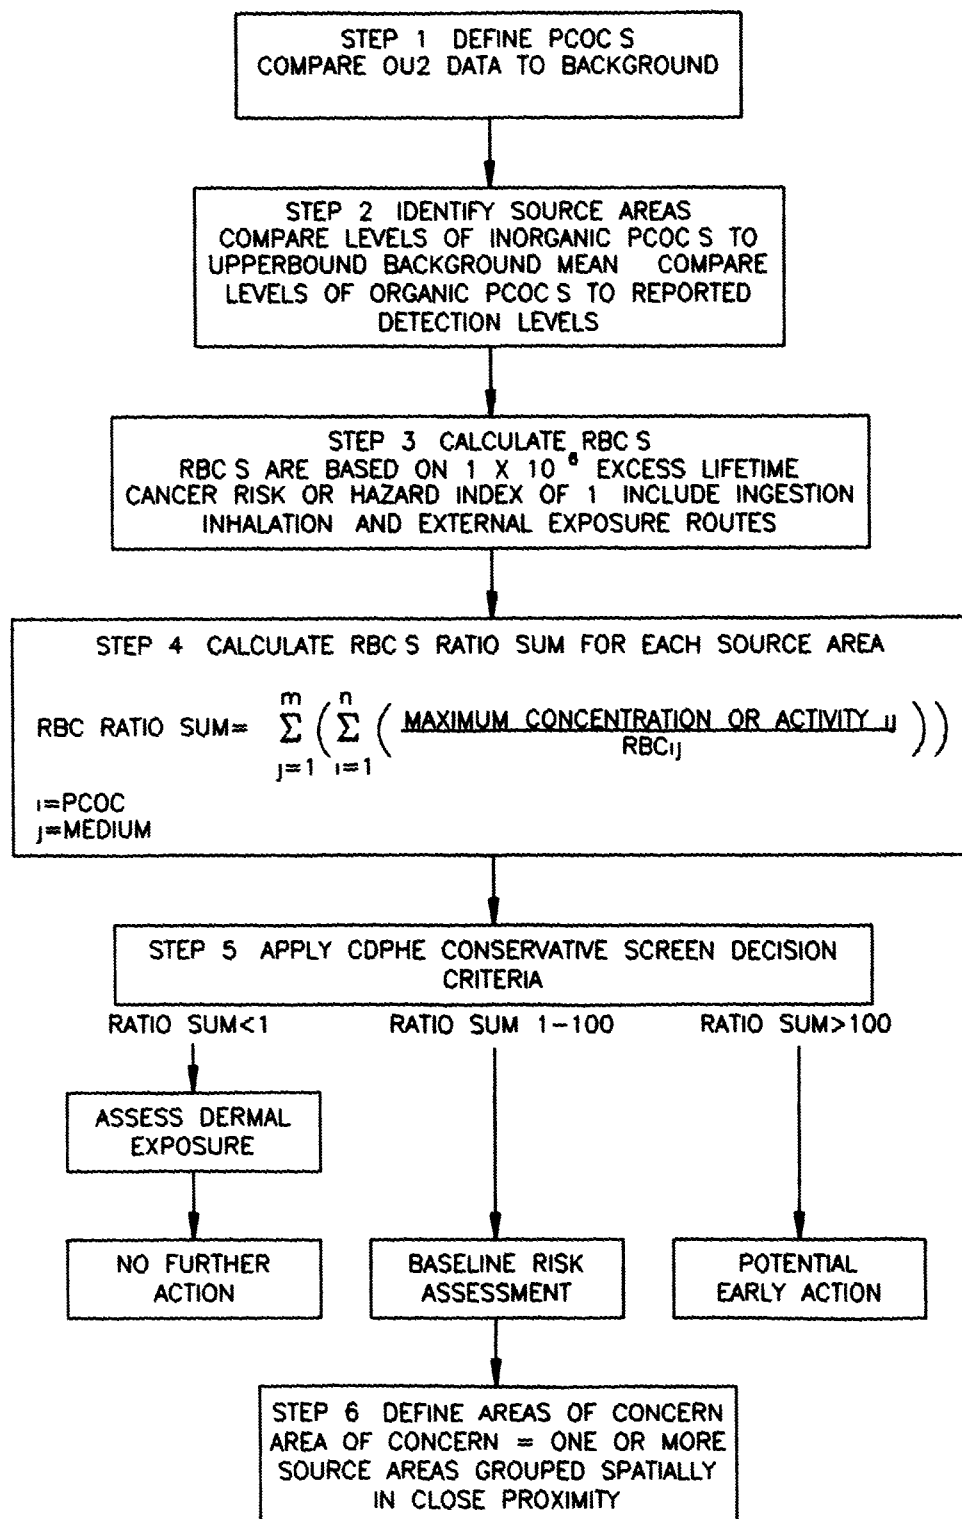 STEP 1 DEFINE PCOC S
COMPARE OU2 DATA TO BACKGROUND
STEP 2 IDENTIFY SOURCE AREAS
COMPARE LEVELS OF INORGANIC PCOC S TO
UPPERBOUND BACKGROUND MEAN COMPARE
LEVELS OF ORGANIC PCOC S TO REPORTED
DETECTION LEVELS
STEP 3 CALCULATE RBC S
RBC S ARE BASED ON 1 X 10 6 EXCESS LIFETIME
CANCER RISK OR HAZARD INDEX OF 1 INCLUDE INGESTION
INHALATION AND EXTERNAL EXPOSURE ROUTES
STEP 4 CALCULATE RBC S RATIO SUM FOR EACH SOURCE AREA
m n
RBC RATIO SUM= Σ ( Σ ( MAXIMUM CONCENTRATION OR ACTIVITY ij ) )
RBCij
j=1 i=1
i=PCOC
j=MEDIUM
STEP 5 APPLY CDPHE CONSERVATIVE SCREEN DECISION
CRITERIA
RATIO SUM<1 RATIO SUM 1-100 RATIO SUM>100
ASSESS DERMAL
EXPOSURE
NO FURTHER
ACTION
BASELINE RISK
ASSESSMENT
POTENTIAL
EARLY ACTION
STEP 6 DEFINE AREAS OF CONCERN
AREA OF CONCERN = ONE OR MORE
SOURCE AREAS GROUPED SPATIALLY
IN CLOSE PROXIMITY